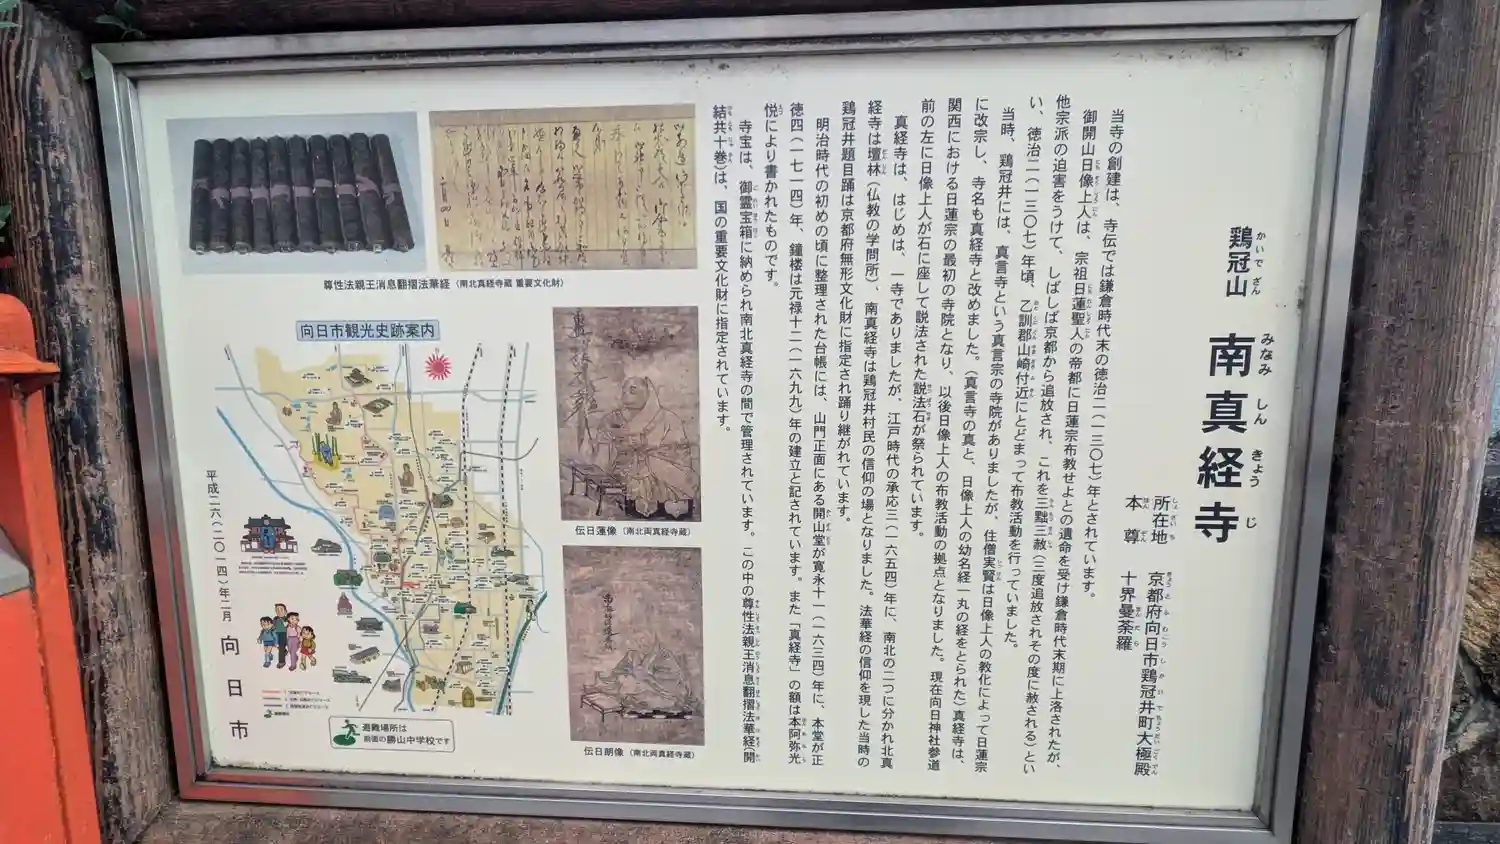 鶏冠山 南真経寺
かいでざん みなみしんきょうじ
所在地 京都府向日市鶏冠井町大極殿
本尊 十界曼荼羅
当寺の創建は、寺伝では鎌倉時代末の徳治二(一三〇七)年とされています。
御開山日像上人は、宗祖日蓮聖人の帝都に日蓮宗布教せよとの遺命を受け鎌倉時代末期に上洛されたが、
他宗派の迫害をうけて、しばしば京都から追放され、これを三黜三赦(三度追放されその度に赦される)とい
い、徳治二(一三〇七)年頃、乙訓郡山崎付近にとどまって布教活動を行っていました。
当時、鶏冠井には、真言寺という真言宗の寺院がありましたが、住僧実賢は日像上人の教化によって日蓮宗
に改宗し、寺名も真経寺と改めました。(真言寺の真と、日像上人の幼名経一丸の経をとられた)真経寺は、
関西における日蓮宗の最初の寺院となり、以後日像上人の布教活動の拠点となりました。現在向日神社参道
前の左に日像上人が石に座して説法された説法石が祭られています。
真経寺は、はじめは、一寺でありましたが、江戸時代の承応三(一六五四)年に、南北の二つに分かれ北真
経寺は壇林(仏教の学問所)、南真経寺は鶏冠井村民の信仰の場となりました。法華経の信仰を現した当時の
鶏冠井題目踊は京都府無形文化財に指定され踊り継がれています。
明治時代の初めの頃に整理された台帳には、山門正面にある開山堂が寛永十一(一六三四)年に、本堂が正
徳四(一七一四)年、鐘楼は元禄十二(一六九九)年の建立と記されています。また「真経寺」の額は本阿弥光
悦により書かれたものです。
寺宝は、御霊宝箱に納められ南北真経寺の間で管理されています。この中の尊性法親王消息翻摺法華経(開
結共十巻)は、国の重要文化財に指定されています。
尊性法親王消息翻摺法華経(南北真経寺蔵 重要文化財)
伝日蓮像(南北両真経寺蔵)
伝日朗像(南北両真経寺蔵)
向日市観光史跡案内
避難場所は
前面の勝山中学校です
平成二六(二〇一四)年二月 向日市